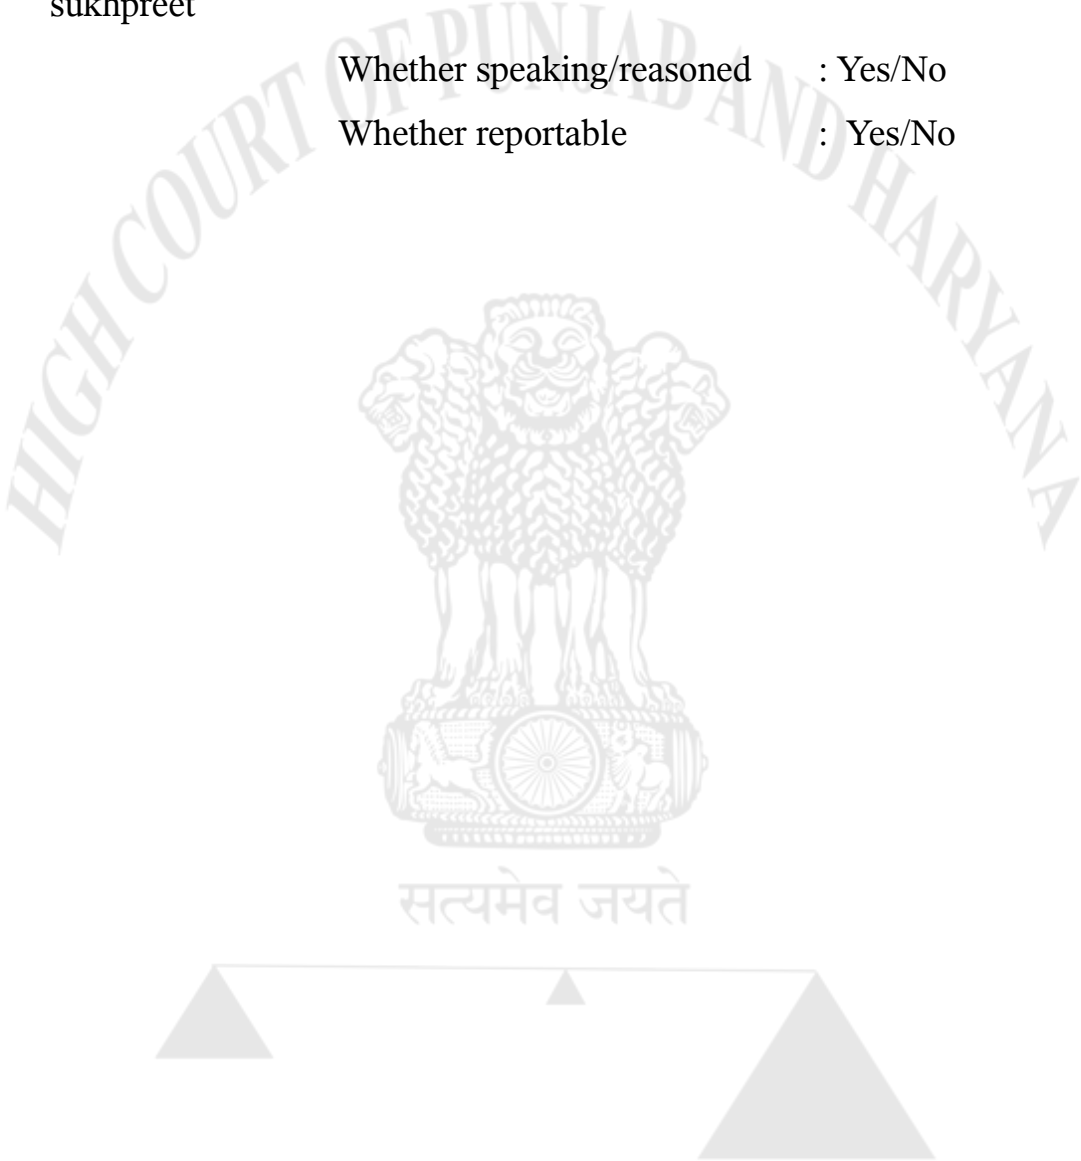 sukhpreet
Whether speaking/reasoned : Yes/No
Whether reportable : Yes/No
HIGH COURT OF PUNJAB AND HARYANA
सत्यमेव जयते